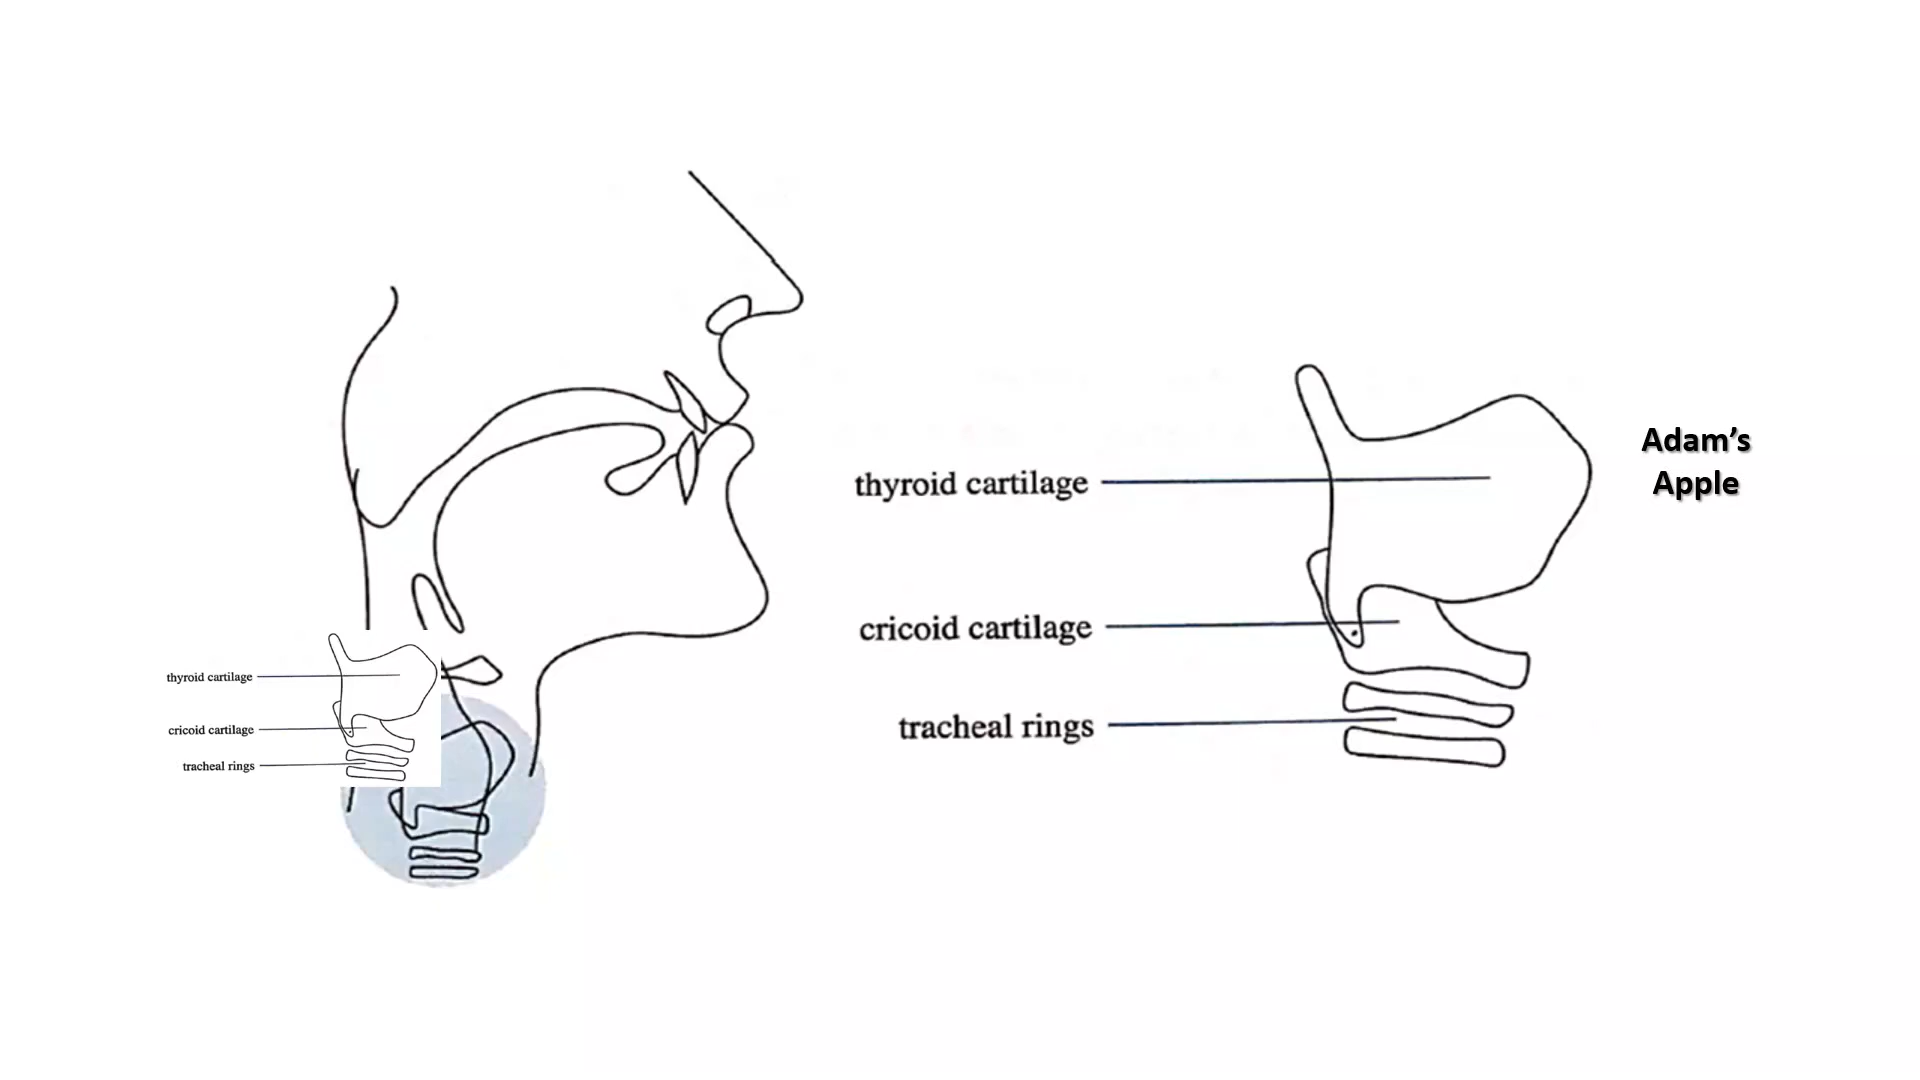 Adam's
Apple
thyroid cartilage
cricoid cartilage
tracheal rings
thyroid cartilage
cricoid cartilage
tracheal rings